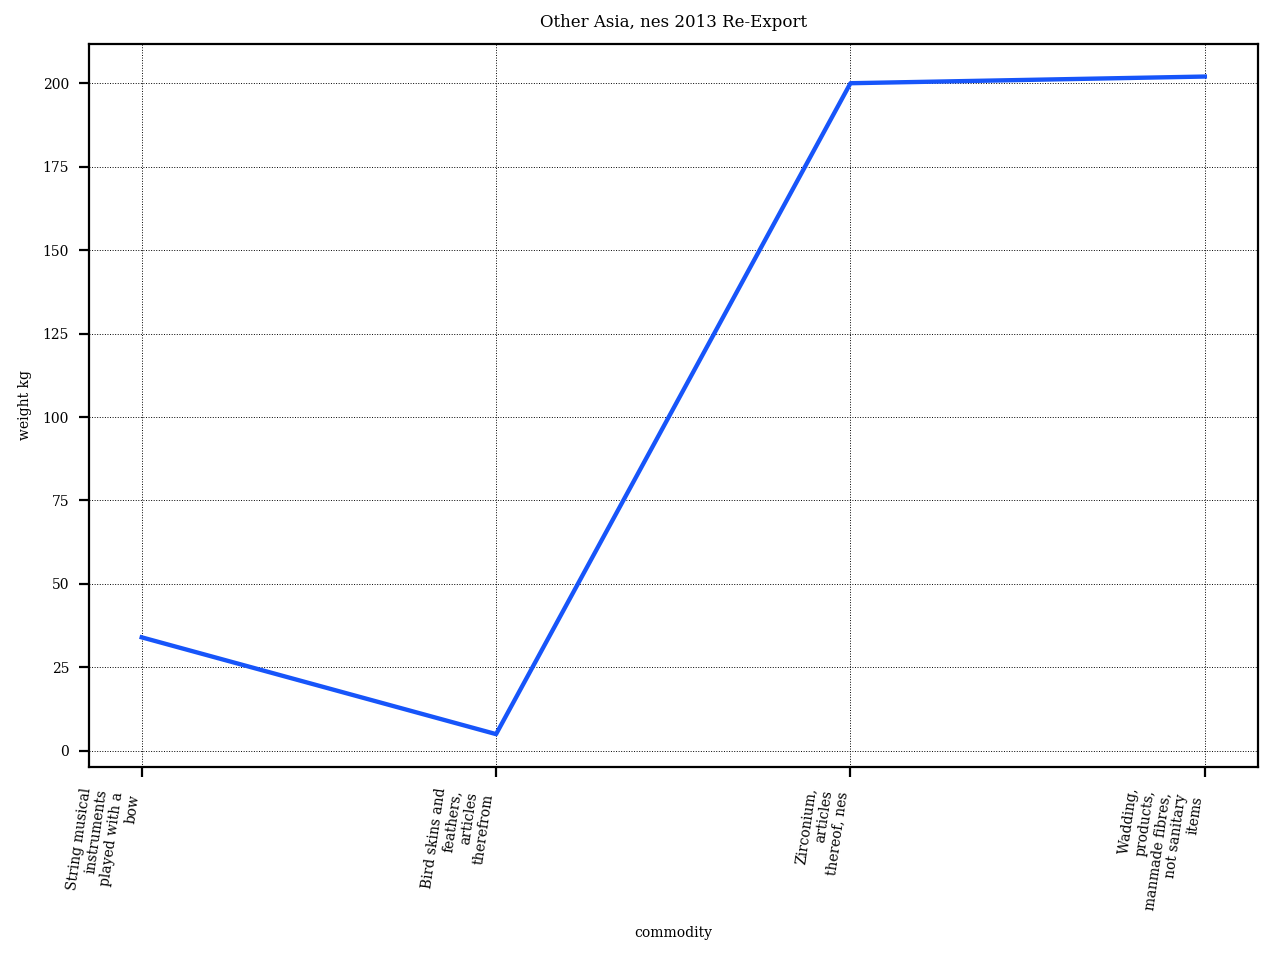 Other Asia, nes 2013 Re-Export
weight kg
200
175
150
125
100
75
50
25
0
String musical
instruments
played with a
bow
Bird skins and
feathers,
articles
therefrom
Zirconium,
articles
thereof, nes
Wadding,
products,
manmade fibres,
not sanitary
items
commodity